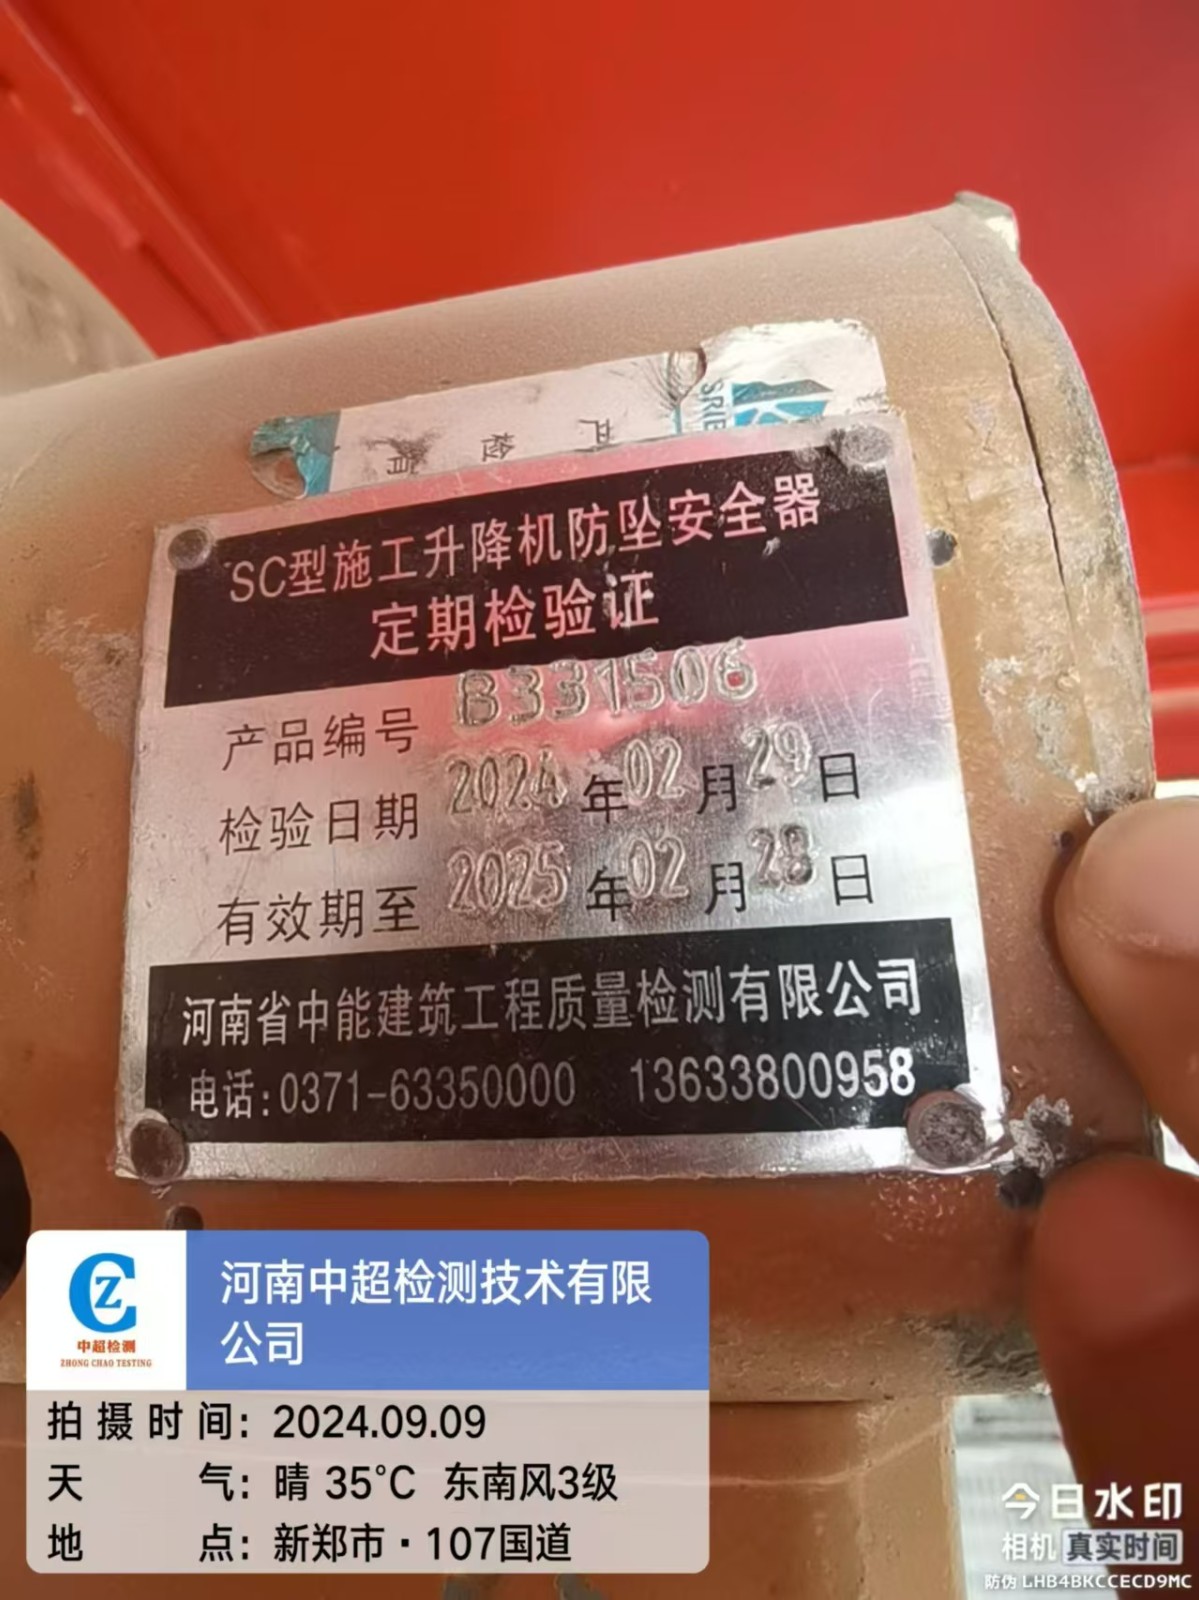 SRIB
产检督
SC型施工升降机防坠安全器
定期检验证
产品编号 B331506
检验日期 2024年02月29日
有效期至 2025年02月28日
河南省中能建筑工程质量检测有限公司
电话:0371-63350000 13633800958
CZ
中超检测
ZHONG CHAO TESTING
河南中超检测技术有限
公司
拍摄时间: 2024.09.09
天气: 晴 35℃ 东南风3级
地点: 新郑市·107国道
今日水印
相机 真实时间
防伪 LHB4BKCCECD9MC